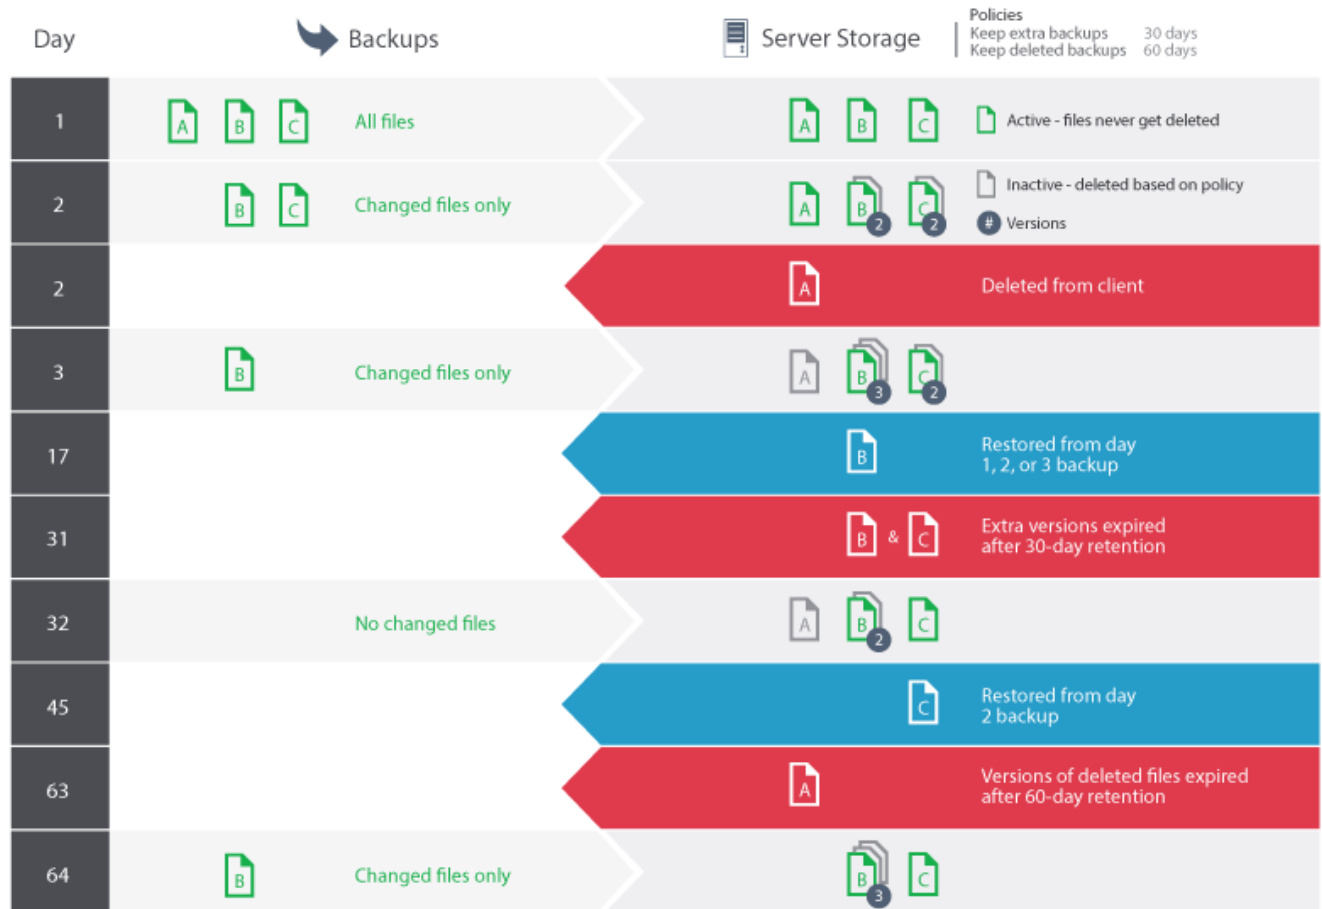 Day
Backups
Server Storage
Policies
Keep extra backups 30 days
Keep deleted backups 60 days
1
A B C
All files
A B C
Active - files never get deleted
2
B C
Changed files only
A B 2 C 2
Inactive - deleted based on policy
# Versions
2
A
Deleted from client
3
B
Changed files only
A B 3 C 2
17
B
Restored from day
1, 2, or 3 backup
31
B & C
Extra versions expired
after 30-day retention
32
No changed files
A B 2 C
45
C
Restored from day
2 backup
63
A
Versions of deleted files expired
after 60-day retention
64
B
Changed files only
B 3 C